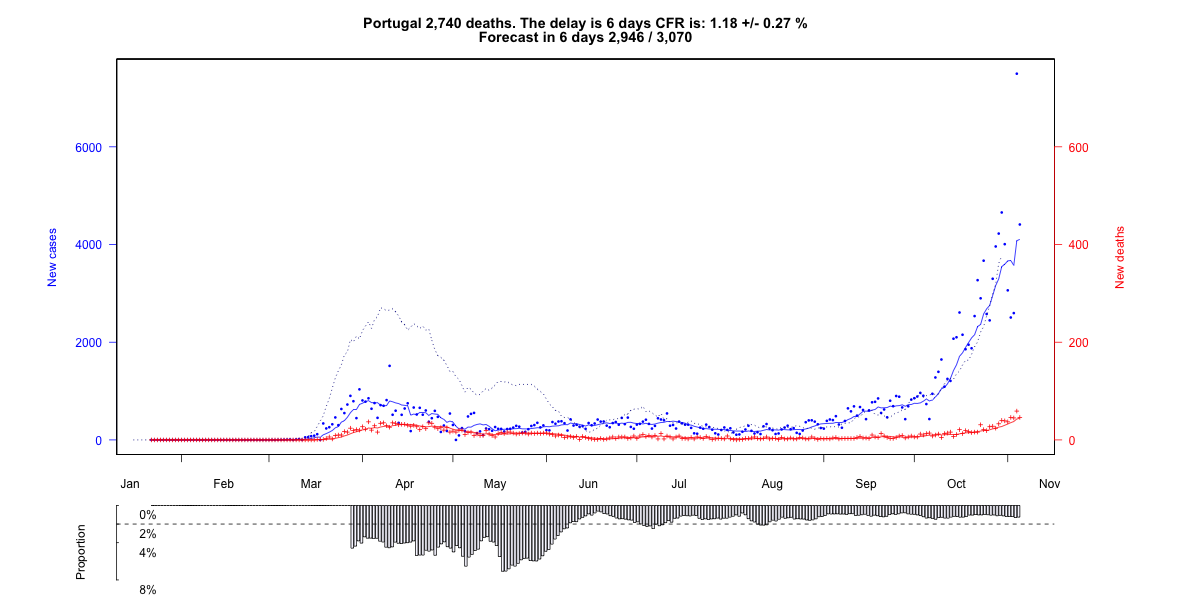 Portugal 2,740 deaths. The delay is 6 days CFR is: 1.18 +/- 0.27 %
Forecast in 6 days 2,946 / 3,070
6000
4000
2000
0
New cases
600
400
200
0
New deaths
Jan Feb Mar Apr May Jun Jul Aug Sep Oct Nov
0%
2%
4%
8%
Proportion